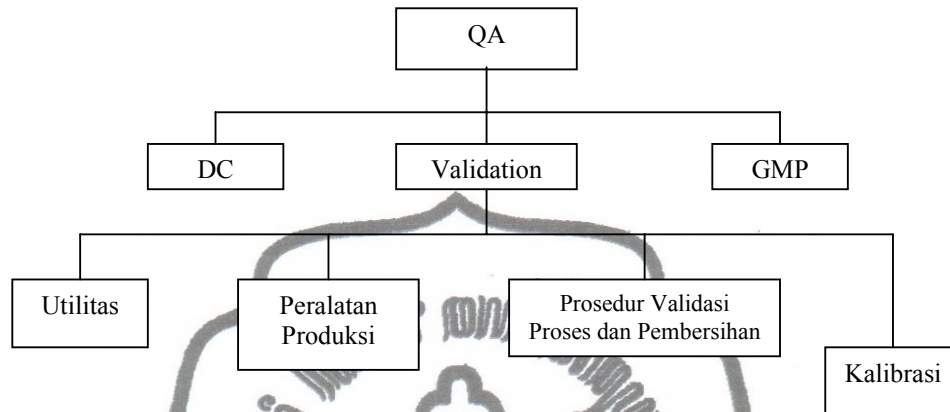 QA
DC
Validation
GMP
Utilitas
Peralatan
Produksi
Prosedur Validasi
Proses dan Pembersihan
Kalibrasi